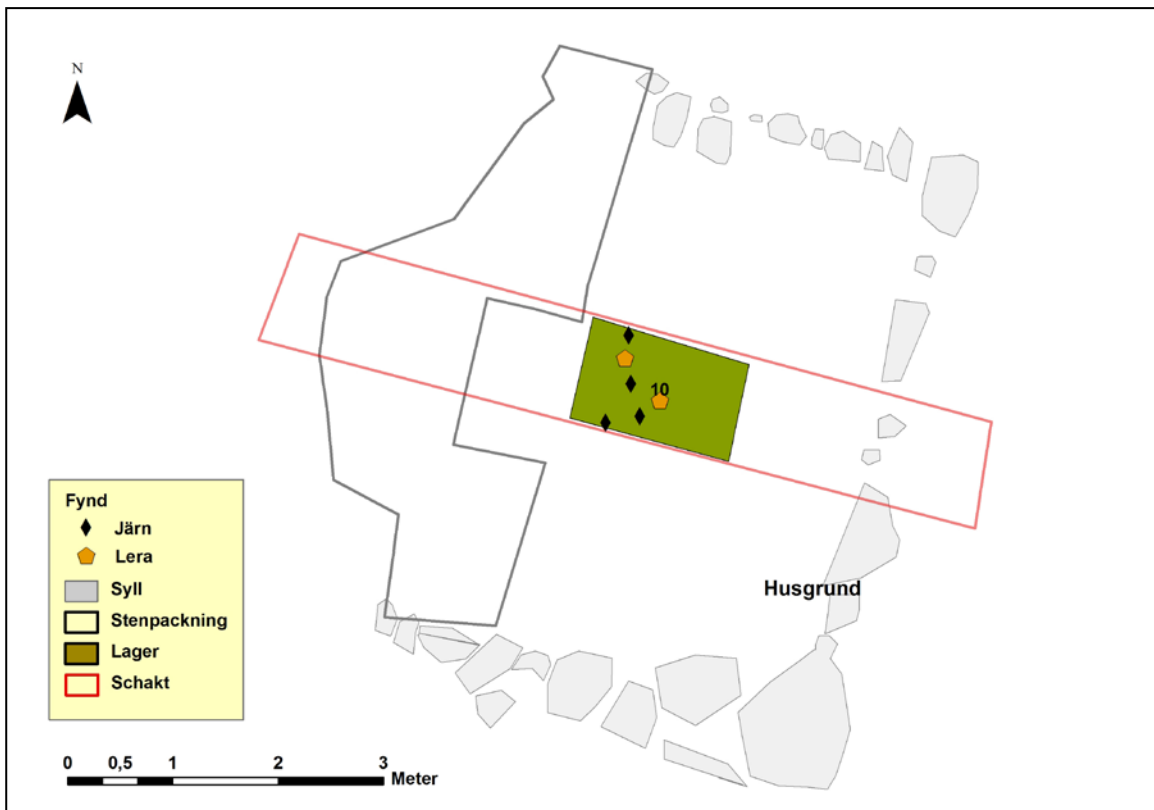 N
10
Husgrund
Fynd
Järn
Lera
Syll
Stenpackning
Lager
Schakt
0 0,5 1 2 3
Meter